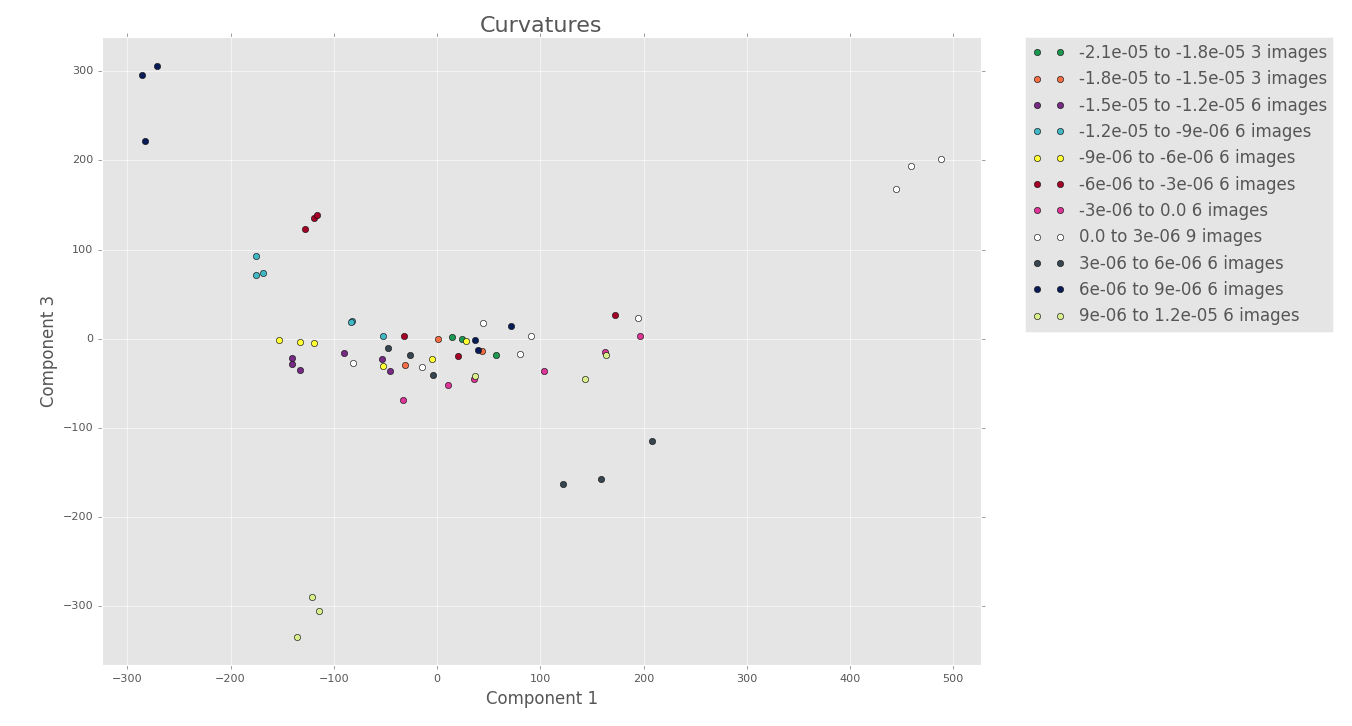 Curvatures
-2.1e-05 to -1.8e-05 3 images
-1.8e-05 to -1.5e-05 3 images
-1.5e-05 to -1.2e-05 6 images
-1.2e-05 to -9e-06 6 images
-9e-06 to -6e-06 6 images
-6e-06 to -3e-06 6 images
-3e-06 to 0.0 6 images
0.0 to 3e-06 9 images
3e-06 to 6e-06 6 images
6e-06 to 9e-06 6 images
9e-06 to 1.2e-05 6 images
Component 3
300
200
100
0
−100
−200
−300
−300 −200 −100 0 100 200 300 400 500
Component 1